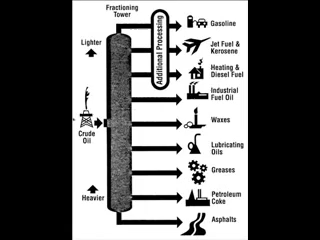 Fractioning
Tower
Lighter
Additional Processing
Crude
Oil
Heavier
Gasoline
Jet Fuel &
Kerosene
Heating &
Diesel Fuel
Industrial
Fuel Oil
Waxes
Lubricating
Oils
Greases
Petroleum
Coke
Asphalts